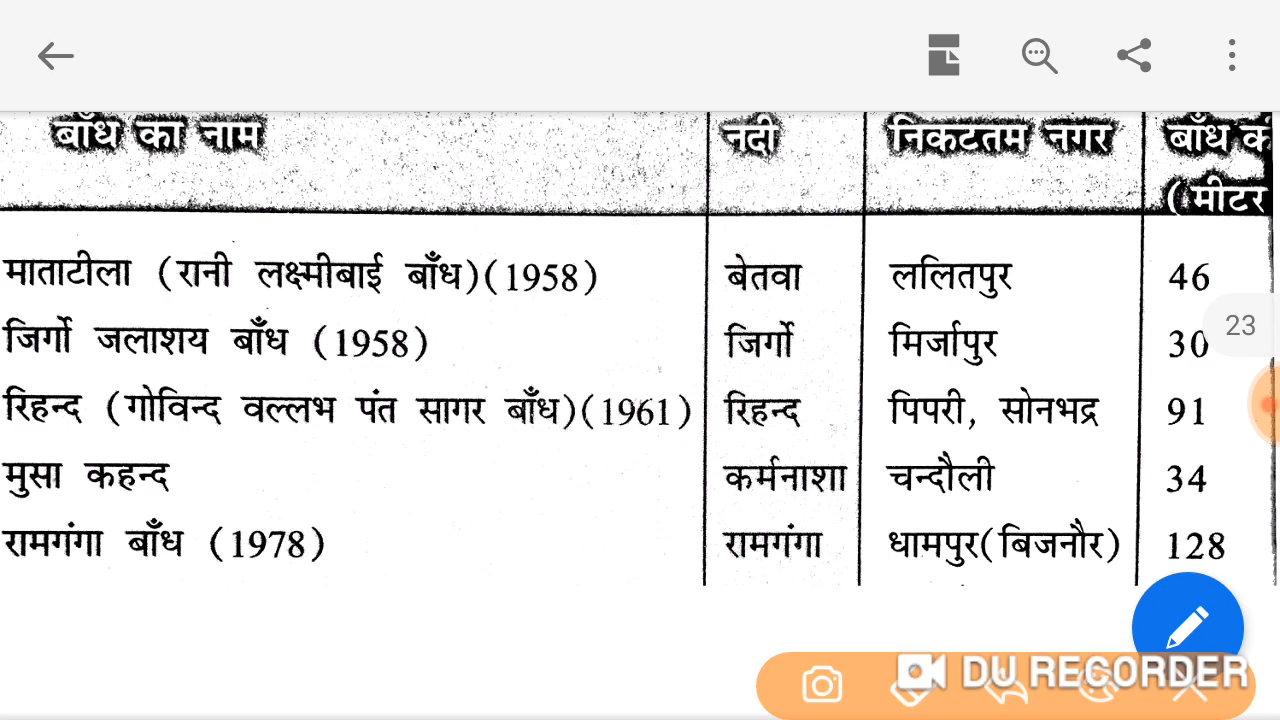 बाँध का नाम नदी निकटतम नगर बाँध क
(मीटर
माताटीला (रानी लक्ष्मीबाई बाँध)(1958) बेतवा ललितपुर 46
23
जिर्गो जलाशय बाँध (1958) जिर्गो मिर्जापुर 30
रिहन्द (गोविन्द वल्लभ पंत सागर बाँध)(1961) रिहन्द पिपरी, सोनभद्र 91
मुसा कहन्द कर्मनाशा चन्दौली 34
रामगंगा बाँध (1978) रामगंगा धामपुर(बिजनौर) 128
DU RECORDER